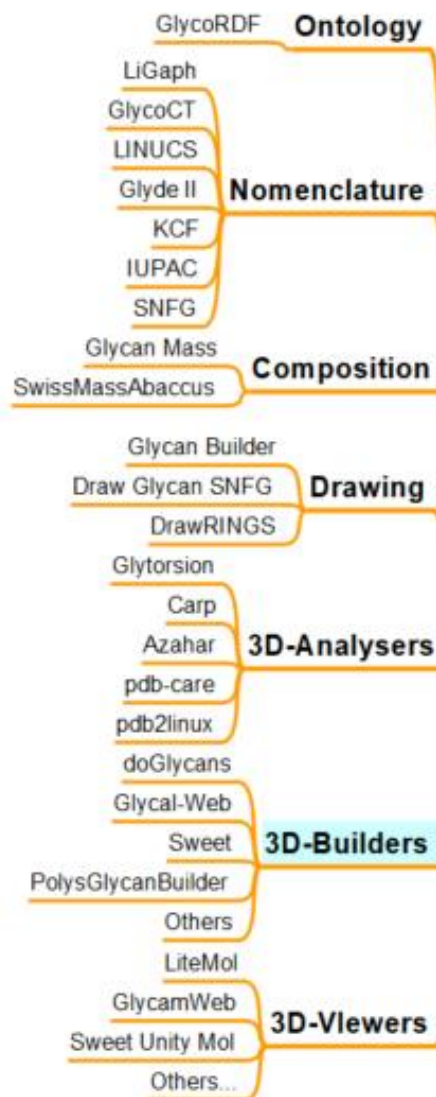 GlycoRDF
Ontology
LiGaph
GlycoCT
LINUCS
Glyde II
Nomenclature
KCF
IUPAC
SNFG
Glycan Mass
Composition
SwissMassAbaccus
Glycan Builder
Draw Glycan SNFG
Drawing
DrawRINGS
Glytorsion
Carp
Azahar
3D-Analysers
pdb-care
pdb2linux
doGlycans
Glycal-Web
Sweet
3D-Builders
PolysGlycanBuilder
Others
LiteMol
GlycamWeb
3D-VIewers
Sweet Unity Mol
Others...